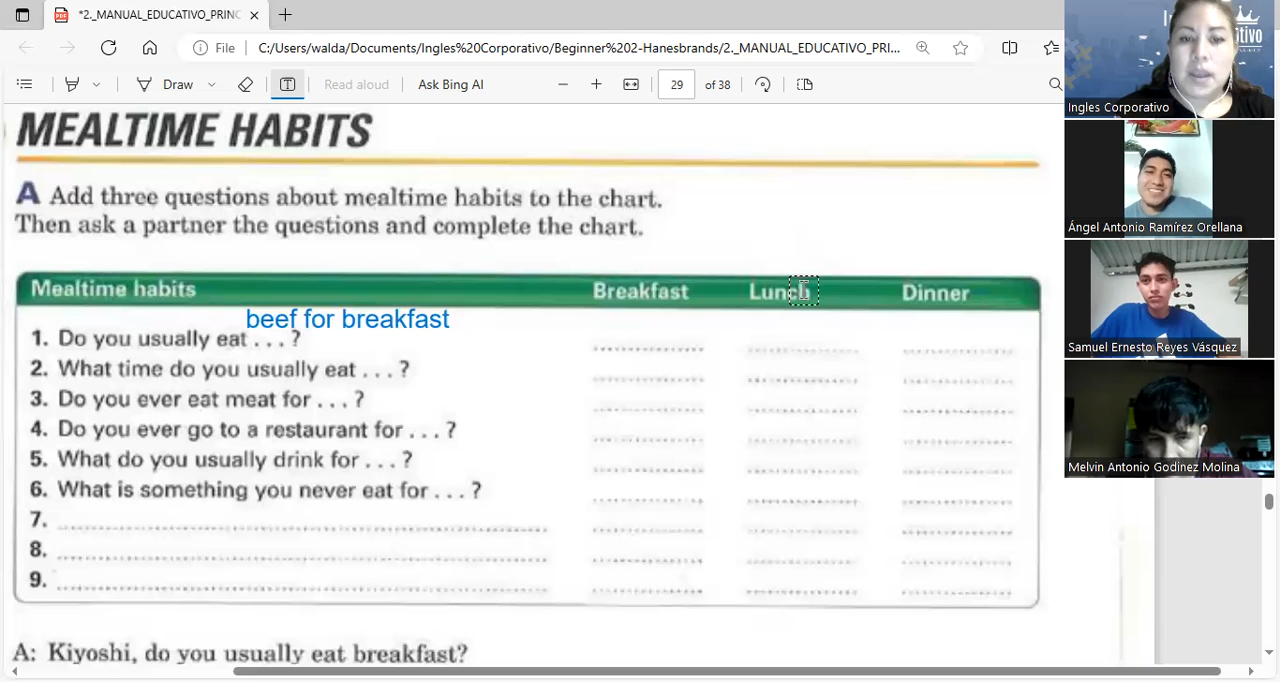 *2._MANUAL_EDUCATIVO_PRINC
File C:/Users/walda/Documents/Ingles%20Corporativo/Beginner%202-Hanesbrands/2._MANUAL_EDUCATIVO_PRI...
Draw Read aloud Ask Bing AI 29 of 38
MEALTIME HABITS
A Add three questions about mealtime habits to the chart.
Then ask a partner the questions and complete the chart.
Mealtime habits Breakfast Lunch Dinner
beef for breakfast
1. Do you usually eat . . . ?
2. What time do you usually eat . . . ?
3. Do you ever eat meat for . . . ?
4. Do you ever go to a restaurant for . . . ?
5. What do you usually drink for . . . ?
6. What is something you never eat for . . . ?
7.
8.
9.
A: Kiyoshi, do you usually eat breakfast?
Ingles Corporativo
Ángel Antonio Ramírez Orellana
Samuel Ernesto Reyes Vásquez
Melvin Antonio Godinez Molina